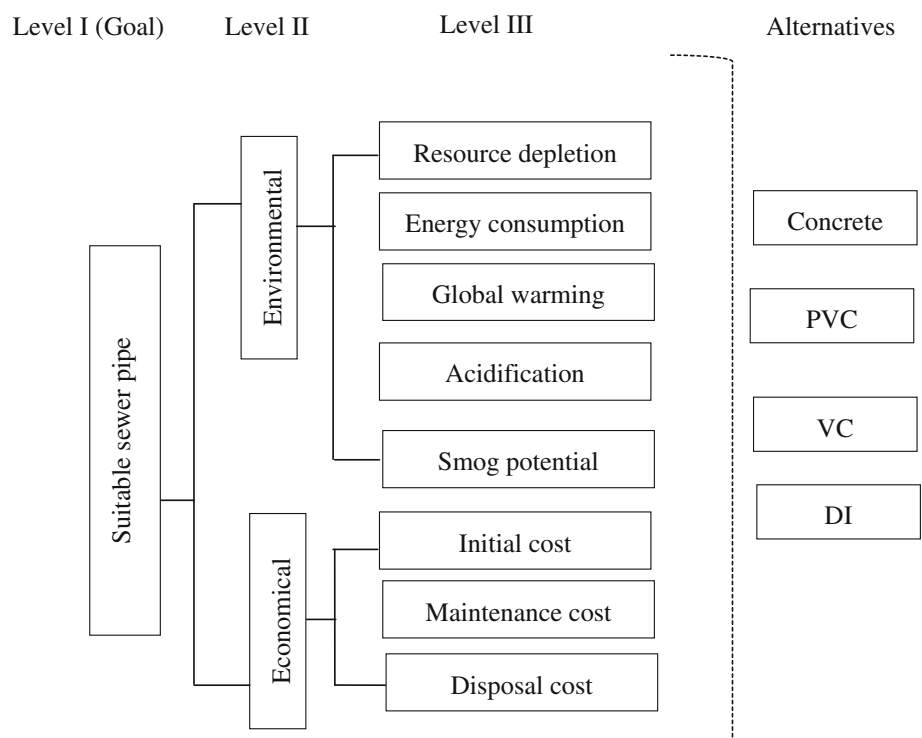 Level I (Goal) Level II Level III Alternatives
Suitable sewer pipe
Environmental
Resource depletion
Energy consumption
Global warming
Acidification
Smog potential
Economical
Initial cost
Maintenance cost
Disposal cost
Concrete
PVC
VC
DI